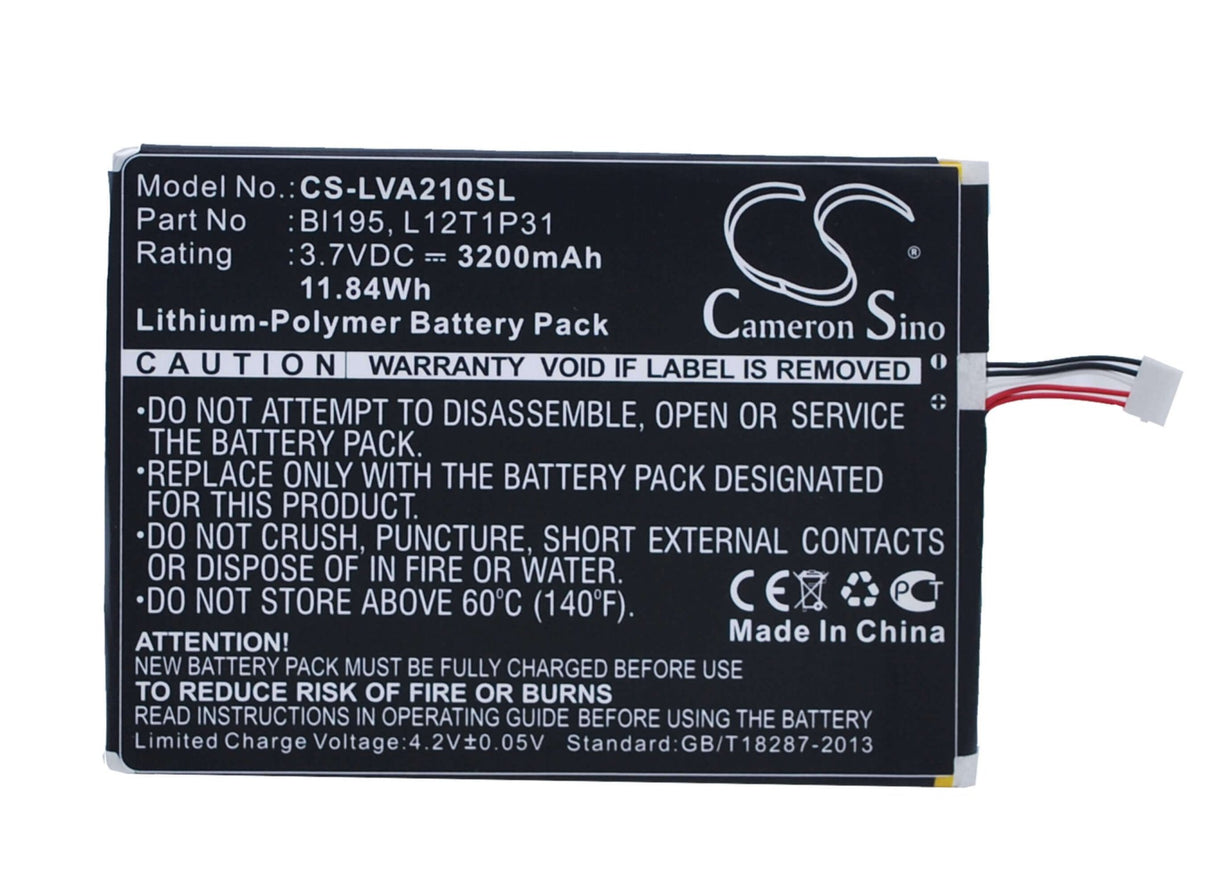 Model No.: CS-LVA210SL
Part No : BI195, L12T1P31
Rating : 3.7VDC ⎓ 3200mAh
11.84Wh
Lithium-Polymer Battery Pack
CS ®
Cameron Sino
CAUTION WARRANTY VOID IF LABEL IS REMOVED
•DO NOT ATTEMPT TO DISASSEMBLE, OPEN OR SERVICE
THE BATTERY PACK.
•REPLACE ONLY WITH THE BATTERY PACK DESIGNATED
FOR THIS PRODUCT.
•DO NOT CRUSH, PUNCTURE, SHORT EXTERNAL CONTACTS
OR DISPOSE OF IN FIRE OR WATER.
•DO NOT STORE ABOVE 60°C (140°F).
CE PCT
Made In China
ATTENTION!
NEW BATTERY PACK MUST BE FULLY CHARGED BEFORE USE
TO REDUCE RISK OF FIRE OR BURNS
READ INSTRUCTIONS IN OPERATING GUIDE BEFORE USING THE BATTERY
Limited Charge Voltage:4.2V±0.05V Standard:GB/T18287-2013